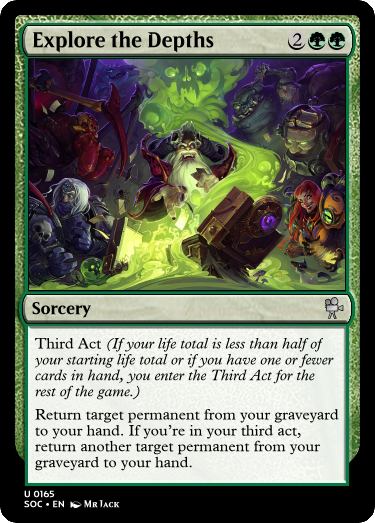 Explore the Depths 2
Sorcery
Third Act (If your life total is less than half of
your starting life total or if you have one or fewer
cards in hand, you enter the Third Act for the
rest of the game.)
Return target permanent from your graveyard
to your hand. If you're in your third act,
return another target permanent from your
graveyard to your hand.
U 0165
SOC • EN MR JACK